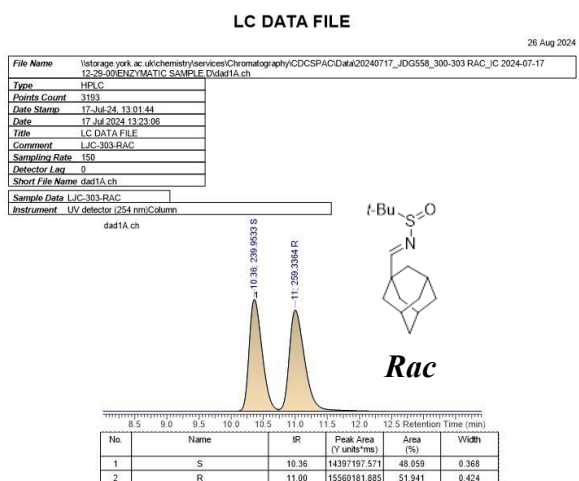 LC DATA FILE
26 Aug 2024
File Name \\storage.york.ac.uk\chemistry\services\Chromatography\CDCSPAC\Data\20240717_JDG558_300-303 RAC_IC 2024-07-17
12-29-00\ENZYMATIC SAMPLE.D\dad1A.ch
Type HPLC
Points Count 3193
Date Stamp 17-Jul-24, 13:01:44
Date 17 Jul 2024 13:23:06
Title LC DATA FILE
Comment LJC-303-RAC
Sampling Rate 150
Detector Lag 0
Short File Name dad1A.ch
Sample Data LJC-303-RAC
Instrument UV detector (254 nm)Column
dad1A.ch
10.36; 239.9533 S
11; 259.3364 R
t-Bu S O
N
Rac
8.5 9.0 9.5 10.0 10.5 11.0 11.5 12.0 12.5 Retention Time (min)
No. Name tR Peak Area Area Width
(Y units*ms) (%)
1 S 10.36 14397197.571 48.059 0.368
2 R 11.00 15560181.885 51.941 0.424